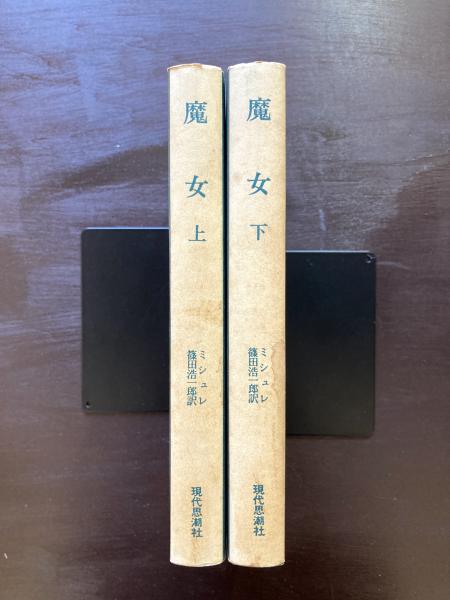 魔女 上
ミシュレ
篠田浩一郎訳
現代思潮社
魔女 下
ミシュレ
篠田浩一郎訳
現代思潮社